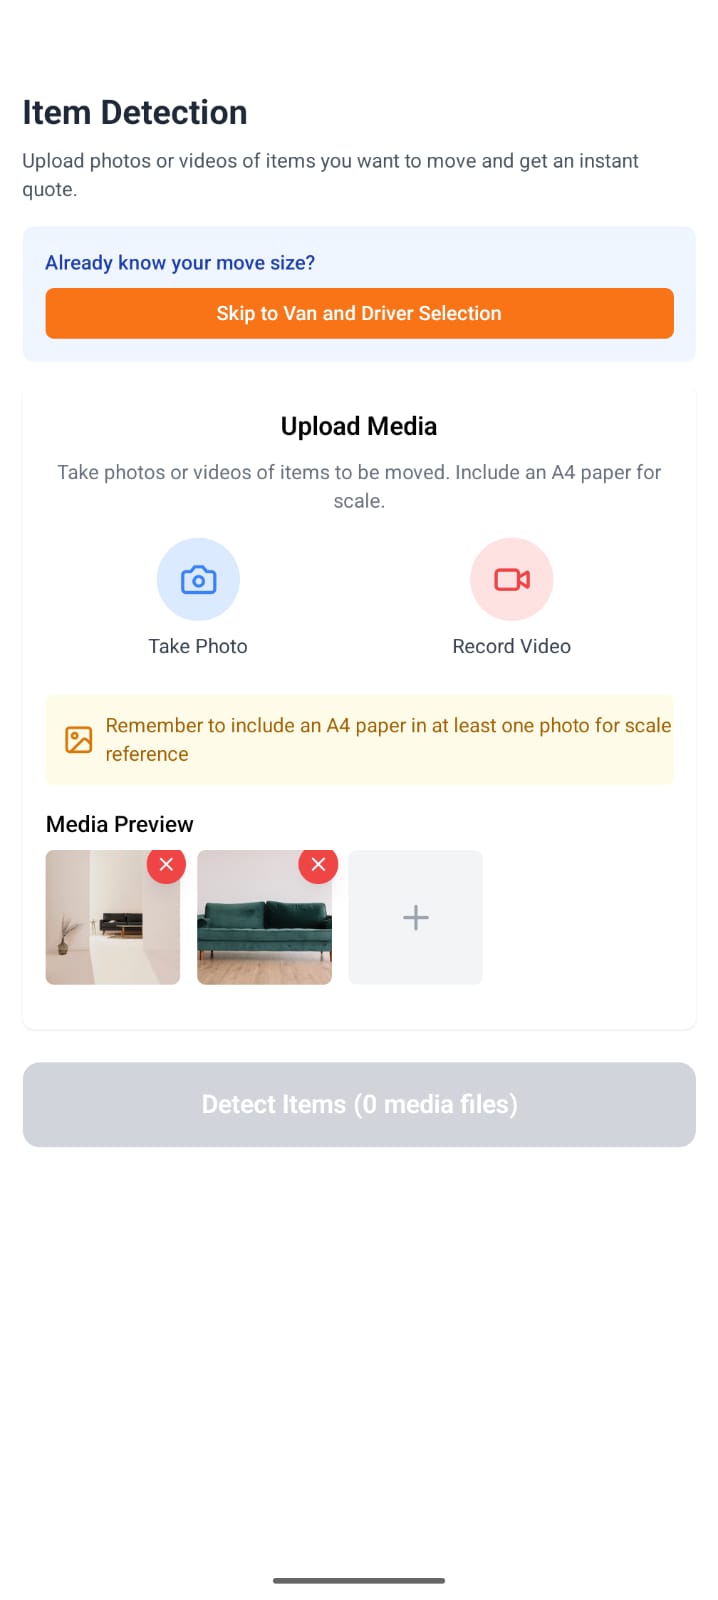 Item Detection
Upload photos or videos of items you want to move and get an instant
quote.
Already know your move size?
Skip to Van and Driver Selection
Upload Media
Take photos or videos of items to be moved. Include an A4 paper for
scale.
Take Photo
Record Video
Remember to include an A4 paper in at least one photo for scale
reference
Media Preview
Detect Items (0 media files)